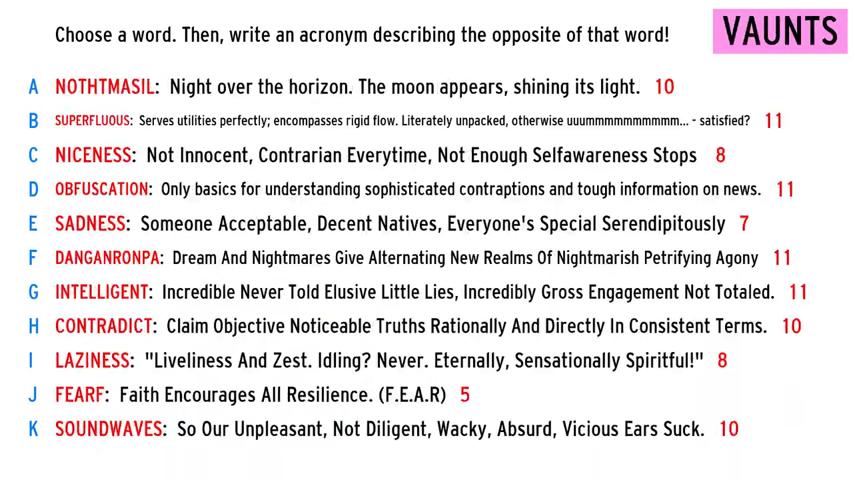 Choose a word. Then, write an acronym describing the opposite of that word!
VAUNTS
A NOTHTMASIL: Night over the horizon. The moon appears, shining its light. 10
B SUPERFLUOUS: Serves utilities perfectly; encompasses rigid flow. Literately unpacked, otherwise uuummmmmmmmmm... - satisfied? 11
C NICENESS: Not Innocent, Contrarian Everytime, Not Enough Selfawareness Stops 8
D OBFUSCATION: Only basics for understanding sophisticated contraptions and tough information on news. 11
E SADNESS: Someone Acceptable, Decent Natives, Everyone's Special Serendipitously 7
F DANGANRONPA: Dream And Nightmares Give Alternating New Realms Of Nightmarish Petrifying Agony 11
G INTELLIGENT: Incredible Never Told Elusive Little Lies, Incredibly Gross Engagement Not Totaled. 11
H CONTRADICT: Claim Objective Noticeable Truths Rationally And Directly In Consistent Terms. 10
I LAZINESS: "Liveliness And Zest. Idling? Never. Eternally, Sensationally Spiritful!" 8
J FEARF: Faith Encourages All Resilience. (F.E.A.R) 5
K SOUNDWAVES: So Our Unpleasant, Not Diligent, Wacky, Absurd, Vicious Ears Suck. 10